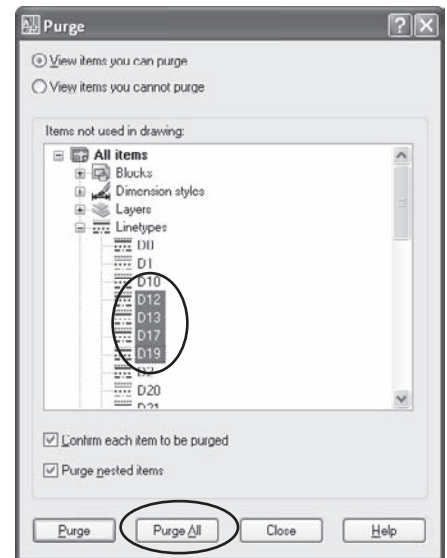 Purge
View items you can purge
View items you cannot purge
Items not used in drawing:
All items
Blocks
Dimension styles
Layers
Linetypes
D0
D1
D10
D12
D13
D17
D19
D2
D20
D21
Confirm each item to be purged
Purge nested items
Purge Purge All Close Help